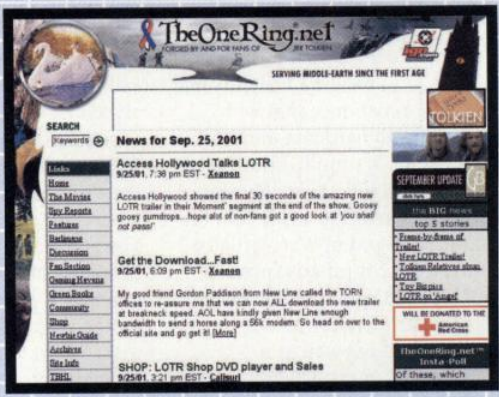 TheOneRing.net
FORGED BY AND FOR FANS OF JRR TOLKIEN
SERVING MIDDLE-EARTH SINCE THE FIRST AGE
TOLKIEN
SEARCH
Keywords
News for Sep. 25, 2001
Links
Home
The Movies
Spy Reports
Features
Barliman's
Discussion
Fan Section
Gaming Havens
Green Books
Community
Shop
Newbie Guide
Archives
Site Info
TBHL
Access Hollywood Talks LOTR
9/25/01, 7:36 pm EST - Xeanon
Access Hollywood showed the final 30 seconds of the amazing new
LOTR trailer in their 'Moment' segment at the end of the show. Gooey
gooey gumdrops...hope alot of non-fans got a good look at 'you shall
not pass!'
Get the Download...Fast!
9/25/01, 6:09 pm EST - Xeanon
My good friend Gordon Paddison from New Line called the TORN
offices to re-assure me that we can now ALL download the new trailer
at breakneck speed. AOL have kindly given New Line enough
bandwidth to send a horse along a 56k modem. So head on over to the
official site and go get it! [More]
SHOP: LOTR Shop DVD player and Sales
9/25/01, 3:21 pm EST - Calisuri
SEPTEMBER UPDATE
click here
the BIG news
top 5 stories
Frame-by-frame of
Trailer!
New LOTR Trailer!
Tolkien Relatives shun
LOTR
Toy Biz pics
LOTR on 'Angel'
WILL BE DONATED TO THE
American
Red Cross
TheOneRing.net™
Insta-Poll
Of these, which